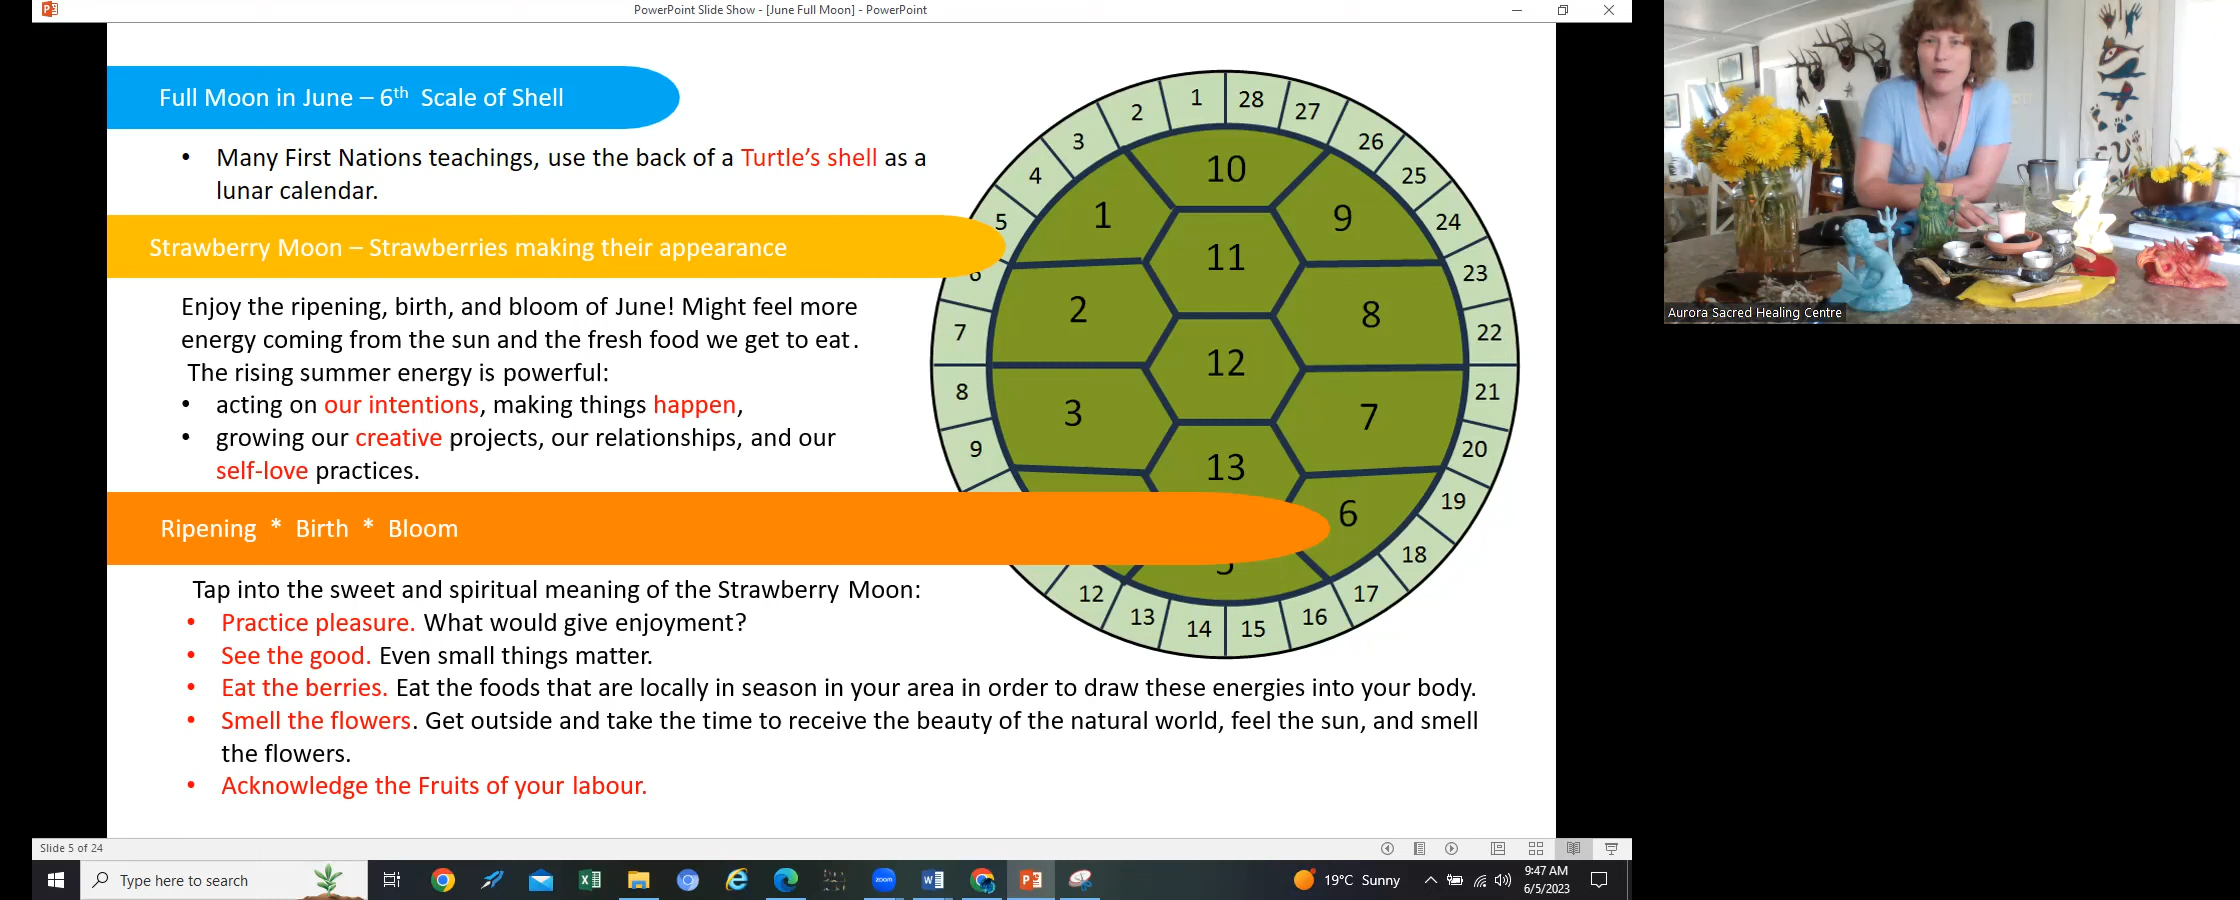 PowerPoint Slide Show - [June Full Moon] - PowerPoint
Full Moon in June – 6th Scale of Shell
• Many First Nations teachings, use the back of a Turtle's shell as a
lunar calendar.
Strawberry Moon – Strawberries making their appearance
Enjoy the ripening, birth, and bloom of June! Might feel more
energy coming from the sun and the fresh food we get to eat.
The rising summer energy is powerful:
• acting on our intentions, making things happen,
• growing our creative projects, our relationships, and our
self-love practices.
Ripening * Birth * Bloom
Tap into the sweet and spiritual meaning of the Strawberry Moon:
• Practice pleasure. What would give enjoyment?
• See the good. Even small things matter.
• Eat the berries. Eat the foods that are locally in season in your area in order to draw these energies into your body.
• Smell the flowers. Get outside and take the time to receive the beauty of the natural world, feel the sun, and smell
the flowers.
• Acknowledge the Fruits of your labour.
1
2
3
4
5
6
7
8
9
12
13
14
15
16
17
18
19
20
21
22
23
24
25
26
27
28
1
2
3
5
6
7
8
9
10
11
12
13
Aurora Sacred Healing Centre
Slide 5 of 24
Type here to search
zoom
19°C Sunny
9:47 AM
6/5/2023